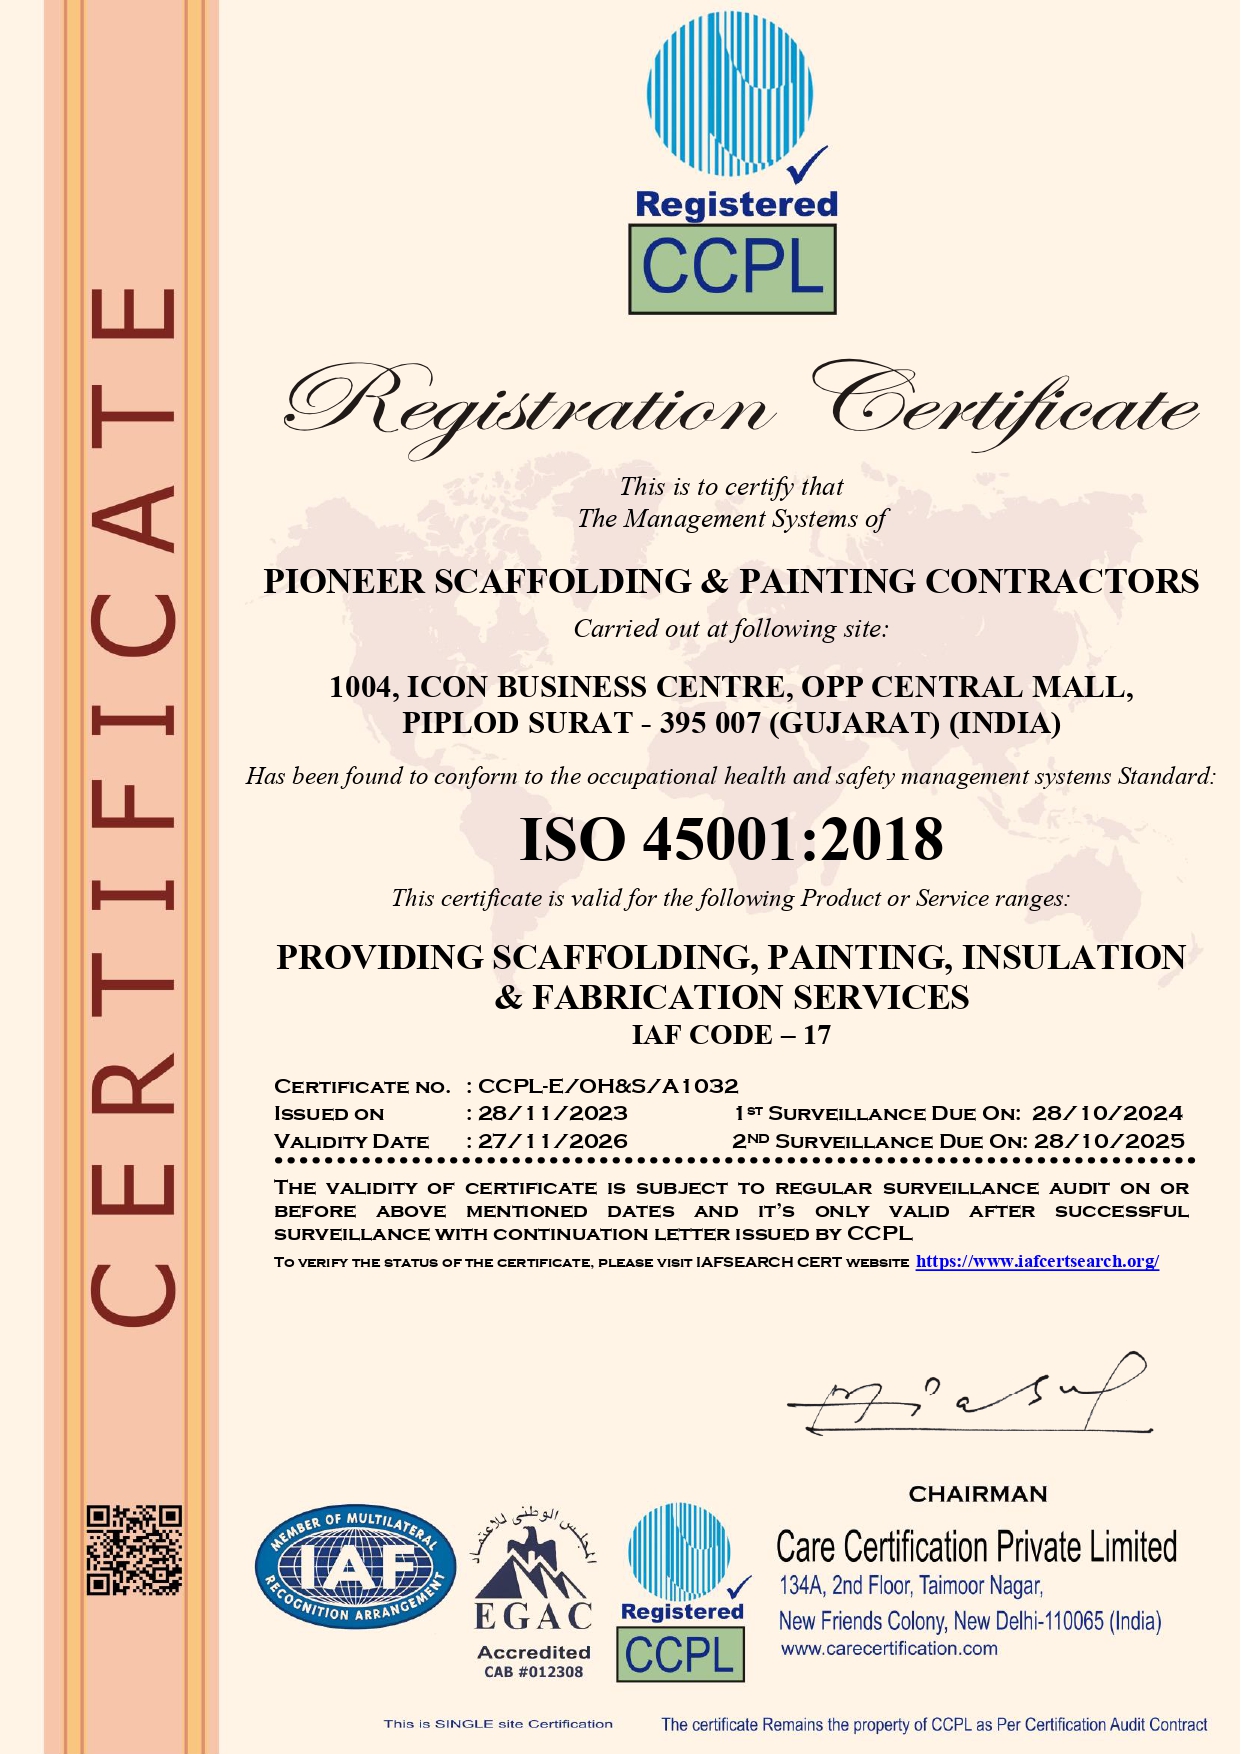 Registered
CCPL
CERTIFICATE
Registration Certificate
This is to certify that
The Management Systems of
PIONEER SCAFFOLDING & PAINTING CONTRACTORS
Carried out at following site:
1004, ICON BUSINESS CENTRE, OPP CENTRAL MALL,
PIPLOD SURAT - 395 007 (GUJARAT) (INDIA)
Has been found to conform to the occupational health and safety management systems Standard:
ISO 45001:2018
This certificate is valid for the following Product or Service ranges:
PROVIDING SCAFFOLDING, PAINTING, INSULATION
& FABRICATION SERVICES
IAF CODE – 17
CERTIFICATE NO. : CCPL-E/OH&S/A1032
ISSUED ON : 28/11/2023 1ST SURVEILLANCE DUE ON: 28/10/2024
VALIDITY DATE : 27/11/2026 2ND SURVEILLANCE DUE ON: 28/10/2025
THE VALIDITY OF CERTIFICATE IS SUBJECT TO REGULAR SURVEILLANCE AUDIT ON OR
BEFORE ABOVE MENTIONED DATES AND IT'S ONLY VALID AFTER SUCCESSFUL
SURVEILLANCE WITH CONTINUATION LETTER ISSUED BY CCPL
TO VERIFY THE STATUS OF THE CERTIFICATE, PLEASE VISIT IAFSEARCH CERT WEBSITE https://www.iafcertsearch.org/
CHAIRMAN
MEMBER OF MULTILATERAL
IAF
RECOGNITION ARRANGEMENT
المجلس الوطنى للاعتماد
EGAC
Accredited
CAB #012308
Registered
CCPL
Care Certification Private Limited
134A, 2nd Floor, Taimoor Nagar,
New Friends Colony, New Delhi-110065 (India)
www.carecertification.com
This is SINGLE site Certification
The certificate Remains the property of CCPL as Per Certification Audit Contract